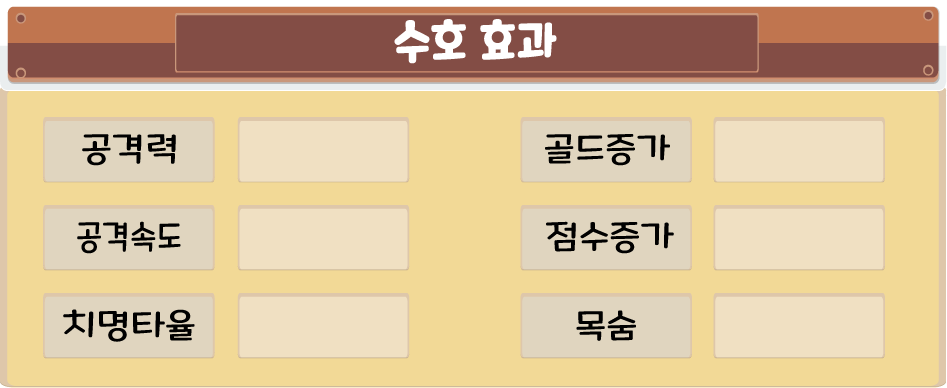 수호 효과
공격력
골드증가
공격속도
점수증가
치명타율
목숨